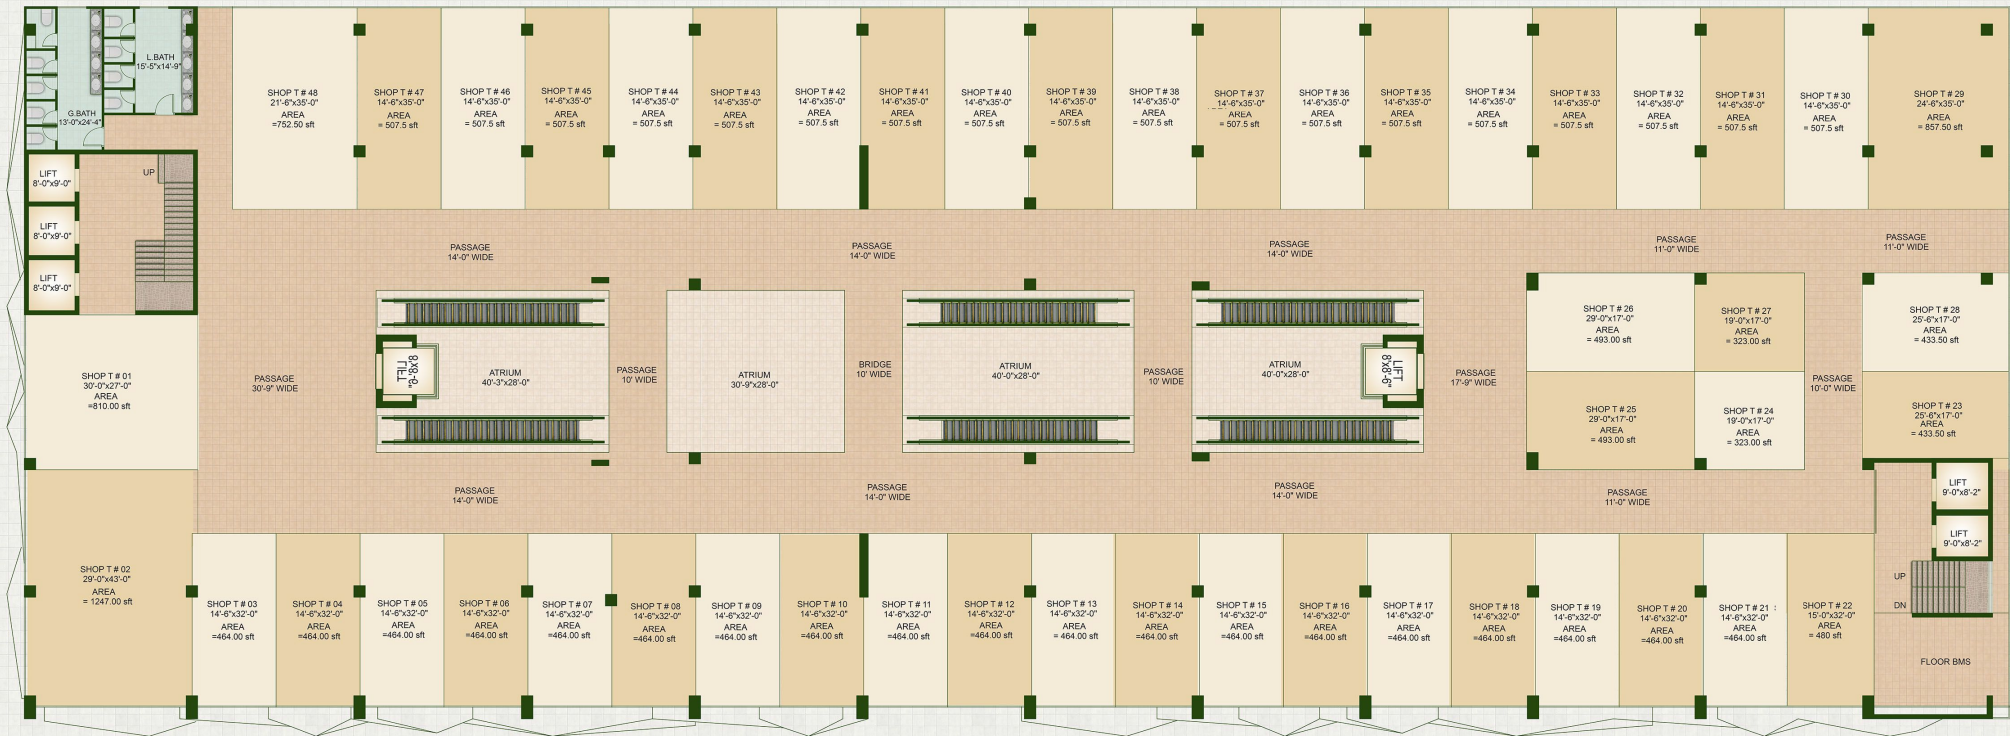 L.BATH
15'-5"x14'-9"
G.BATH
13'-0"x24'-4"
SHOP T # 48
21'-6"x35'-0"
AREA
=752.50 sft
SHOP T # 47
14'-6"x35'-0"
AREA
= 507.5 sft
SHOP T # 46
14'-6"x35'-0"
AREA
= 507.5 sft
SHOP T # 45
14'-6"x35'-0"
AREA
= 507.5 sft
SHOP T # 44
14'-6"x35'-0"
AREA
= 507.5 sft
SHOP T # 43
14'-6"x35'-0"
AREA
= 507.5 sft
SHOP T # 42
14'-6"x35'-0"
AREA
= 507.5 sft
SHOP T # 41
14'-6"x35'-0"
AREA
= 507.5 sft
SHOP T # 40
14'-6"x35'-0"
AREA
= 507.5 sft
SHOP T # 39
14'-6"x35'-0"
AREA
= 507.5 sft
SHOP T # 38
14'-6"x35'-0"
AREA
= 507.5 sft
SHOP T # 37
14'-6"x35'-0"
AREA
= 507.5 sft
SHOP T # 36
14'-6"x35'-0"
AREA
= 507.5 sft
SHOP T # 35
14'-6"x35'-0"
AREA
= 507.5 sft
SHOP T # 34
14'-6"x35'-0"
AREA
= 507.5 sft
SHOP T # 33
14'-6"x35'-0"
AREA
= 507.5 sft
SHOP T # 32
14'-6"x35'-0"
AREA
= 507.5 sft
SHOP T # 31
14'-6"x35'-0"
AREA
= 507.5 sft
SHOP T # 30
14'-6"x35'-0"
AREA
= 507.5 sft
SHOP T # 29
24'-6"x35'-0"
AREA
= 857.50 sft
LIFT
8'-0"x9'-0"
UP
LIFT
8'-0"x9'-0"
LIFT
8'-0"x9'-0"
PASSAGE
14'-0" WIDE
PASSAGE
14'-0" WIDE
PASSAGE
14'-0" WIDE
PASSAGE
11'-0" WIDE
PASSAGE
11'-0" WIDE
SHOP T # 01
30'-0"x27'-0"
AREA
=810.00 sft
PASSAGE
30'-9" WIDE
LIFT
8'x8'-6"
ATRIUM
40'-3"x28'-0"
PASSAGE
10' WIDE
ATRIUM
30'-9"x28'-0"
BRIDGE
10' WIDE
ATRIUM
40'-0"x28'-0"
PASSAGE
10' WIDE
ATRIUM
40'-0"x28'-0"
LIFT
8'x8'-6"
PASSAGE
17'-9" WIDE
SHOP T # 26
29'-0"x17'-0"
AREA
= 493.00 sft
SHOP T # 27
19'-0"x17'-0"
AREA
= 323.00 sft
SHOP T # 25
29'-0"x17'-0"
AREA
= 493.00 sft
SHOP T # 24
19'-0"x17'-0"
AREA
= 323.00 sft
PASSAGE
10'-0" WIDE
SHOP T # 28
25'-6"x17'-0"
AREA
= 433.50 sft
SHOP T # 23
25'-6"x17'-0"
AREA
= 433.50 sft
PASSAGE
14'-0" WIDE
PASSAGE
14'-0" WIDE
PASSAGE
14'-0" WIDE
PASSAGE
11'-0" WIDE
LIFT
9'-0"x8'-2"
LIFT
9'-0"x8'-2"
UP
DN
FLOOR BMS
SHOP T # 02
29'-0"x43'-0"
AREA
= 1247.00 sft
SHOP T # 03
14'-6"x32'-0"
AREA
=464.00 sft
SHOP T # 04
14'-6"x32'-0"
AREA
=464.00 sft
SHOP T # 05
14'-6"x32'-0"
AREA
=464.00 sft
SHOP T # 06
14'-6"x32'-0"
AREA
=464.00 sft
SHOP T # 07
14'-6"x32'-0"
AREA
=464.00 sft
SHOP T # 08
14'-6"x32'-0"
AREA
=464.00 sft
SHOP T # 09
14'-6"x32'-0"
AREA
=464.00 sft
SHOP T # 10
14'-6"x32'-0"
AREA
=464.00 sft
SHOP T # 11
14'-6"x32'-0"
AREA
=464.00 sft
SHOP T # 12
14'-6"x32'-0"
AREA
=464.00 sft
SHOP T # 13
14'-6"x32'-0"
AREA
= 464.00 sft
SHOP T # 14
14'-6"x32'-0"
AREA
=464.00 sft
SHOP T # 15
14'-6"x32'-0"
AREA
=464.00 sft
SHOP T # 16
14'-6"x32'-0"
AREA
=464.00 sft
SHOP T # 17
14'-6"x32'-0"
AREA
=464.00 sft
SHOP T # 18
14'-6"x32'-0"
AREA
=464.00 sft
SHOP T # 19
14'-6"x32'-0"
AREA
=464.00 sft
SHOP T # 20
14'-6"x32'-0"
AREA
=464.00 sft
SHOP T # 21
14'-6"x32'-0"
AREA
=464.00 sft
SHOP T # 22
15'-0"x32'-0"
AREA
= 480 sft